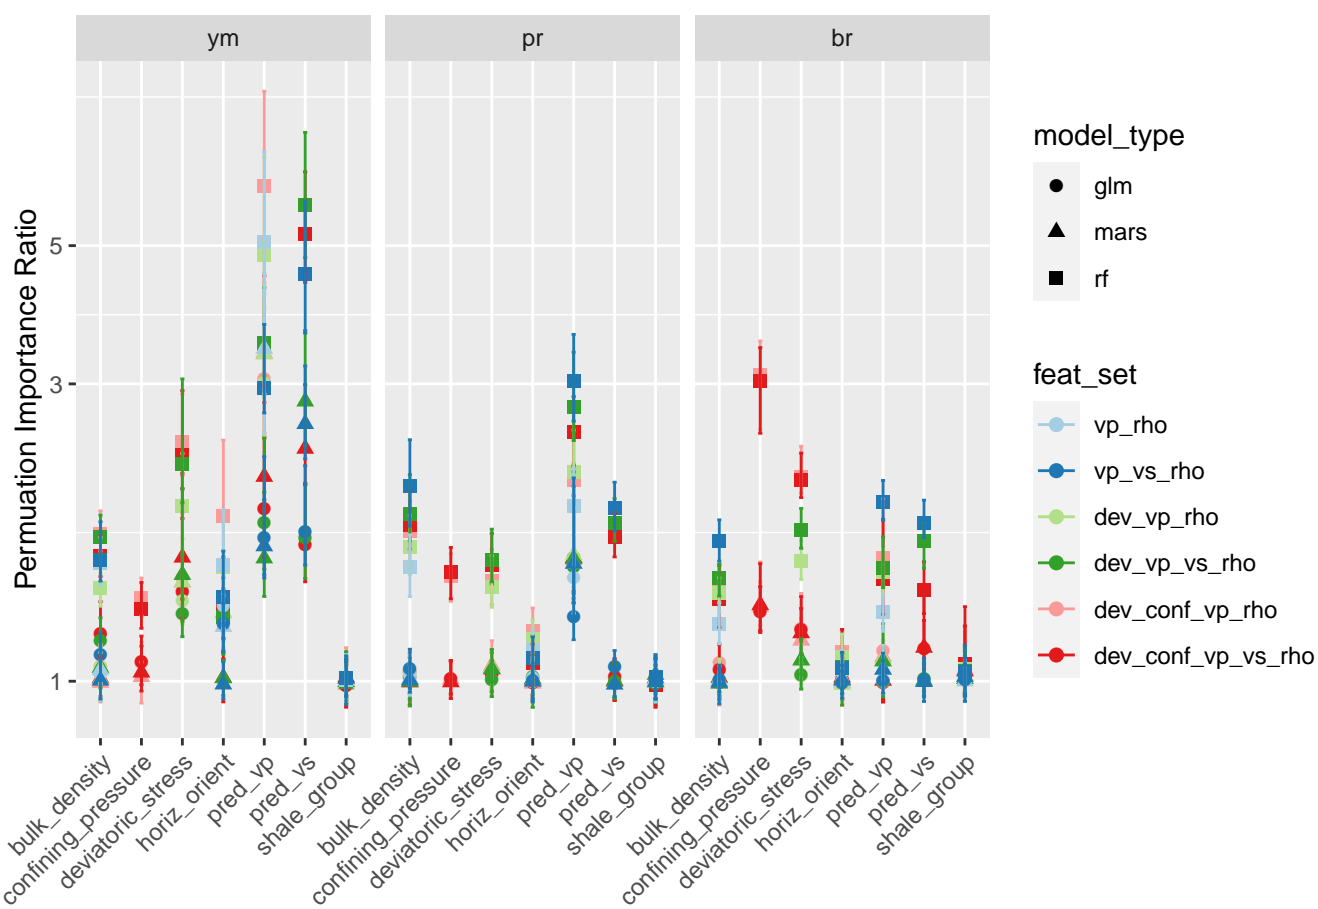 ym
pr
br
Permuation Importance Ratio
5
3
1
bulk_density
confining_pressure
deviatoric_stress
horiz_orient
pred_vp
pred_vs
shale_group
bulk_density
confining_pressure
deviatoric_stress
horiz_orient
pred_vp
pred_vs
shale_group
bulk_density
confining_pressure
deviatoric_stress
horiz_orient
pred_vp
pred_vs
shale_group
model_type
glm
mars
rf
feat_set
vp_rho
vp_vs_rho
dev_vp_rho
dev_vp_vs_rho
dev_conf_vp_rho
dev_conf_vp_vs_rho